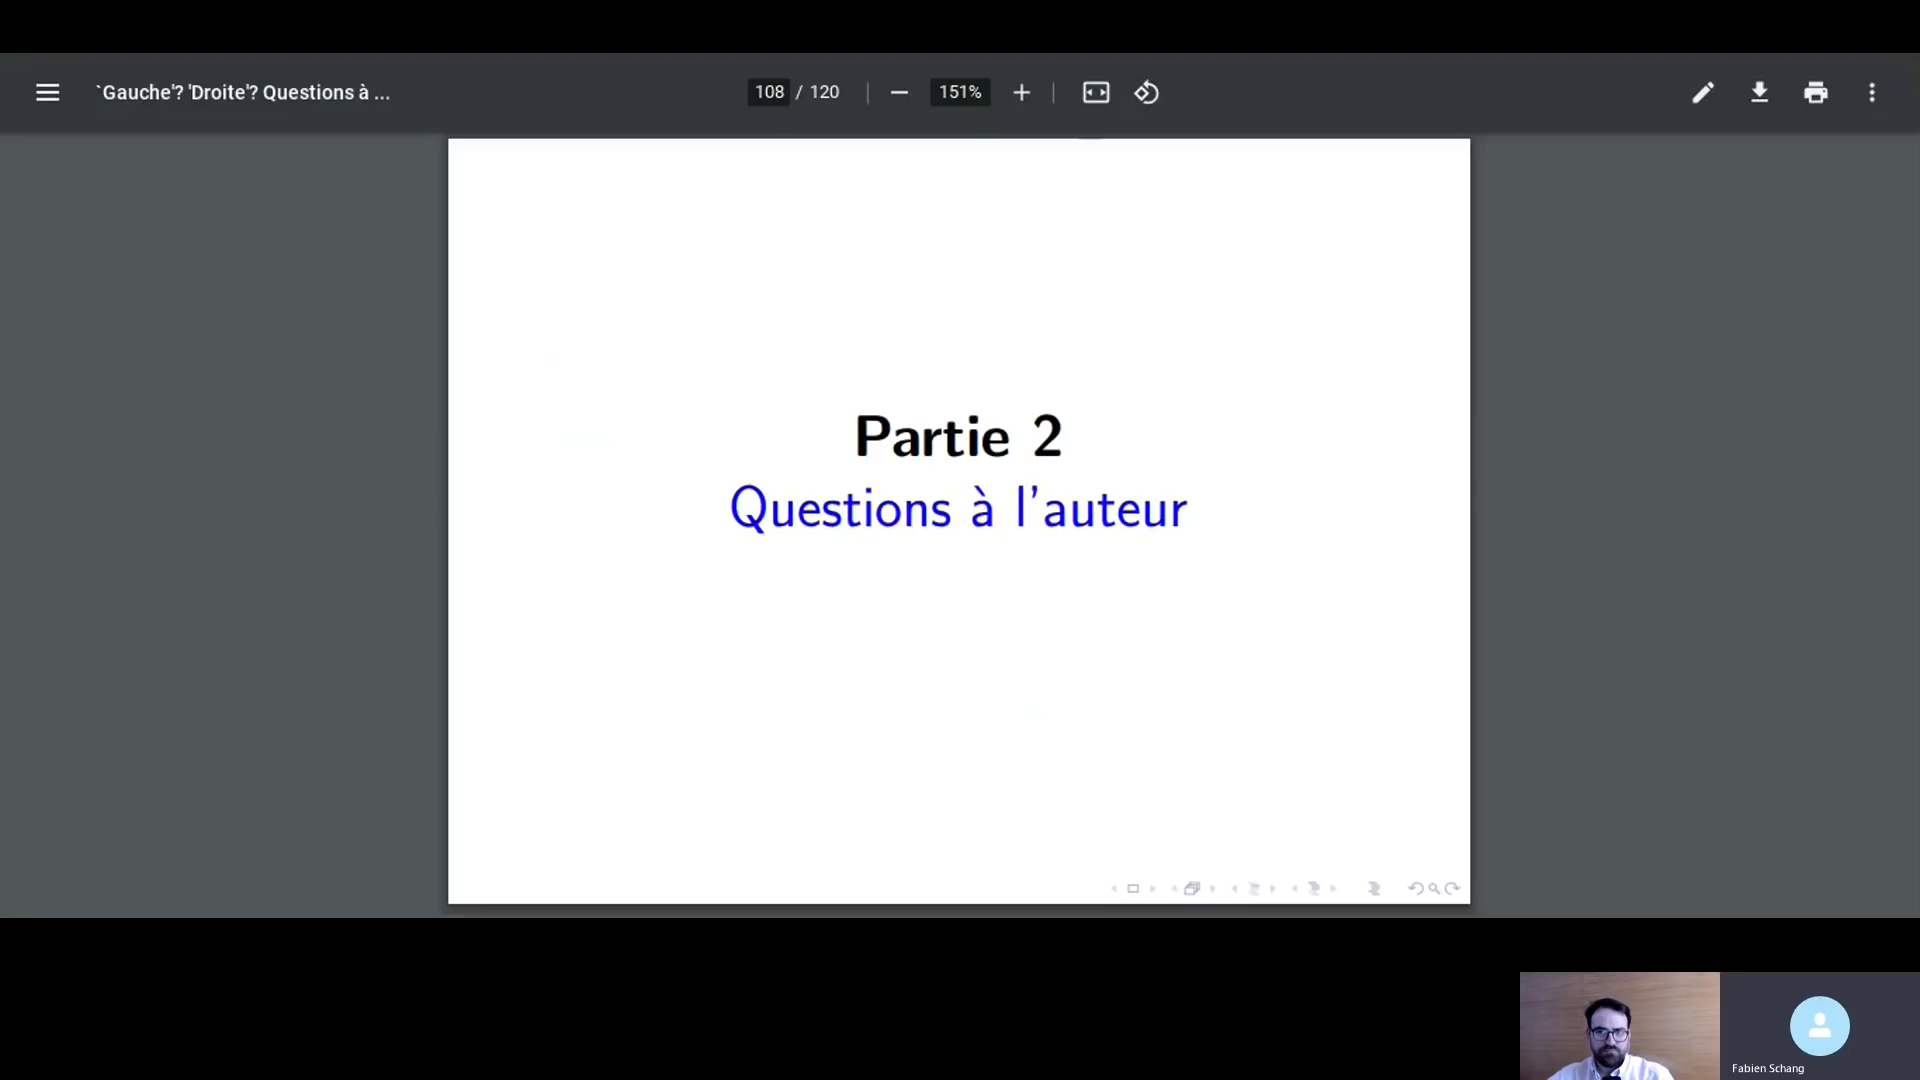 `Gauche'? 'Droite'? Questions à ...
108 / 120
151%
Partie 2
Questions à l'auteur
Fabien Schang